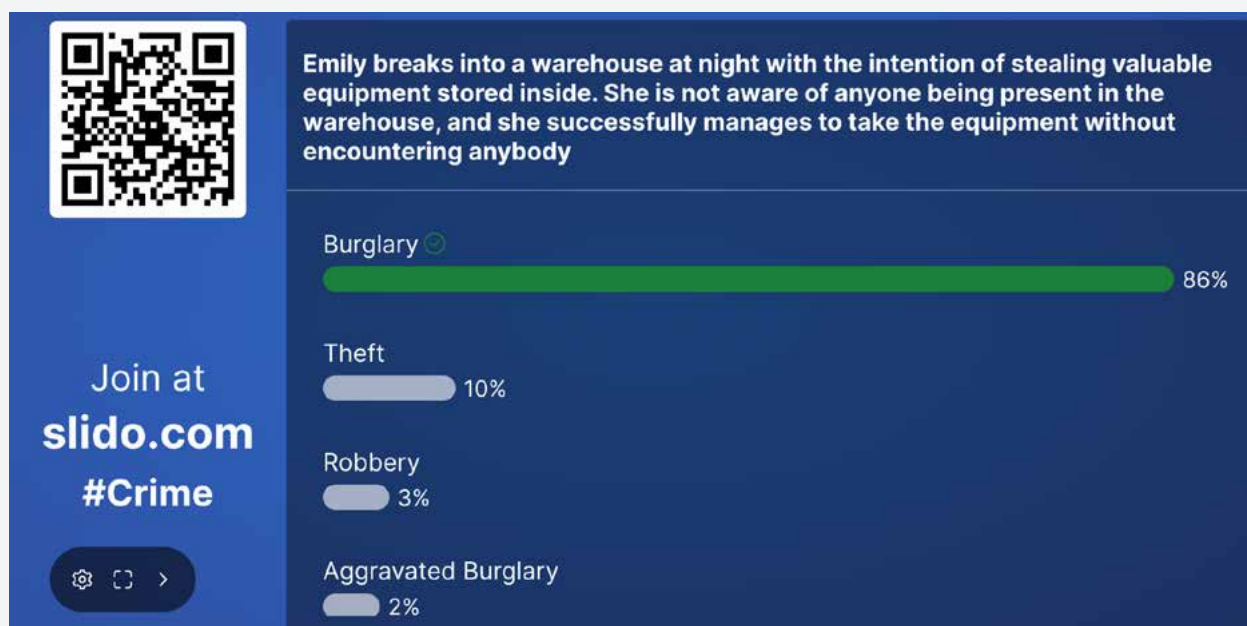 Emily breaks into a warehouse at night with the intention of stealing valuable
equipment stored inside. She is not aware of anyone being present in the
warehouse, and she successfully manages to take the equipment without
encountering anybody
Burglary
86%
Theft
10%
Robbery
3%
Aggravated Burglary
2%
Join at
slido.com
#Crime